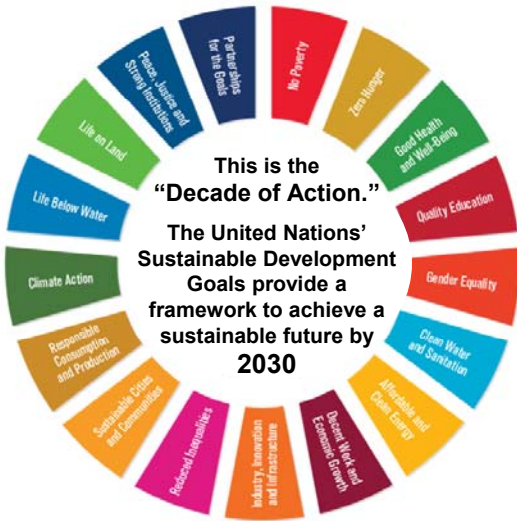 No Poverty
Zero Hunger
Good Health
and Well-Being
Quality Education
Gender Equality
Clean Water
and Sanitation
Affordable and
Clean Energy
Decent Work and
Economic Growth
Industry, Innovation
and Infrastructure
Reduced Inequalities
Sustainable Cities
and Communities
Responsible
Consumption
and Production
Climate Action
Life Below Water
Life on Land
Peace, Justice and
Strong Institutions
Partnerships
for the Goals
This is the
“Decade of Action.”
The United Nations’
Sustainable Development
Goals provide a
framework to achieve a
sustainable future by
2030